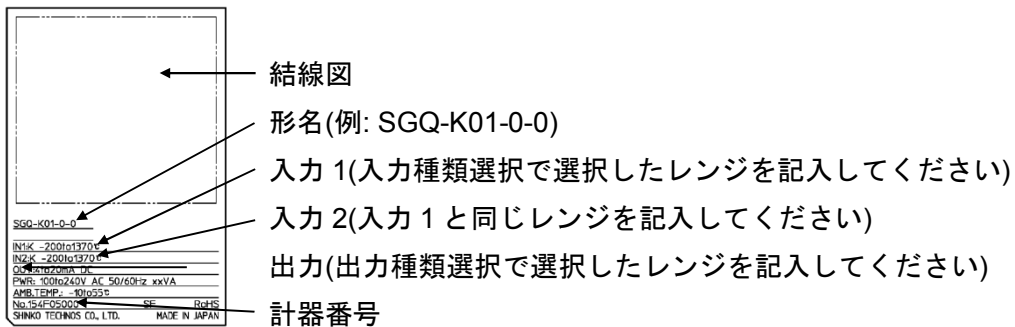 結線図
形名(例: SGQ-K01-0-0)
入力 1(入力種類選択で選択したレンジを記入してください)
入力 2(入力 1 と同じレンジを記入してください)
出力(出力種類選択で選択したレンジを記入してください)
計器番号
SGQ-K01-0-0
IN1:K -200to1370℃
IN2:K -200to1370℃
OUT:4to20mA DC
PWR: 100to240V AC 50/60Hz xxVA
AMB.TEMP.: -10to55℃
No.154F05000 SE RoHS
SHINKO TECHNOS CO., LTD. MADE IN JAPAN